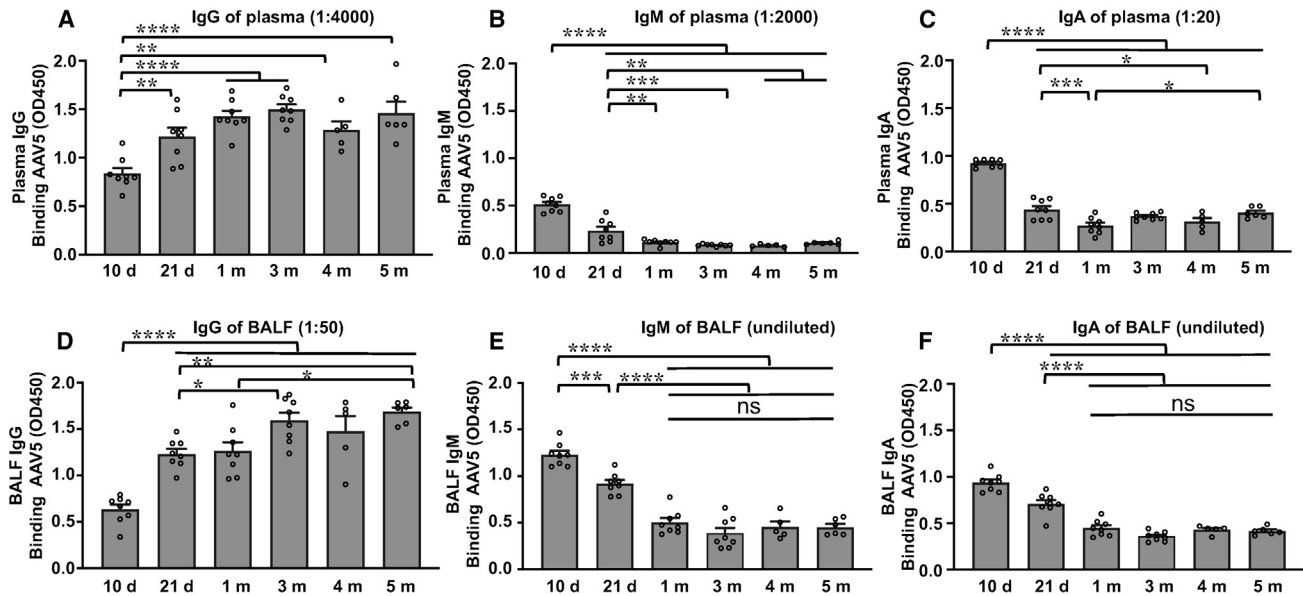 A IgG of plasma (1:4000)
****
**
****
**
Plasma IgG
Binding AAV5 (OD450)
2.0
1.5
1.0
0.5
0.0
10 d 21 d 1 m 3 m 4 m 5 m
B IgM of plasma (1:2000)
****
**
***
**
Plasma IgM
Binding AAV5 (OD450)
2.0
1.5
1.0
0.5
0.0
10 d 21 d 1 m 3 m 4 m 5 m
C IgA of plasma (1:20)
****
*
*** *
Plasma IgA
Binding AAV5 (OD450)
2.0
1.5
1.0
0.5
0.0
10 d 21 d 1 m 3 m 4 m 5 m
D IgG of BALF (1:50)
****
**
* *
BALF IgG
Binding AAV5 (OD450)
2.0
1.5
1.0
0.5
0.0
10 d 21 d 1 m 3 m 4 m 5 m
E IgM of BALF (undiluted)
****
*** ****
ns
BALF IgM
Binding AAV5 (OD450)
2.0
1.5
1.0
0.5
0.0
10 d 21 d 1 m 3 m 4 m 5 m
F IgA of BALF (undiluted)
****
****
ns
BALF IgA
Binding AAV5 (OD450)
2.0
1.5
1.0
0.5
0.0
10 d 21 d 1 m 3 m 4 m 5 m